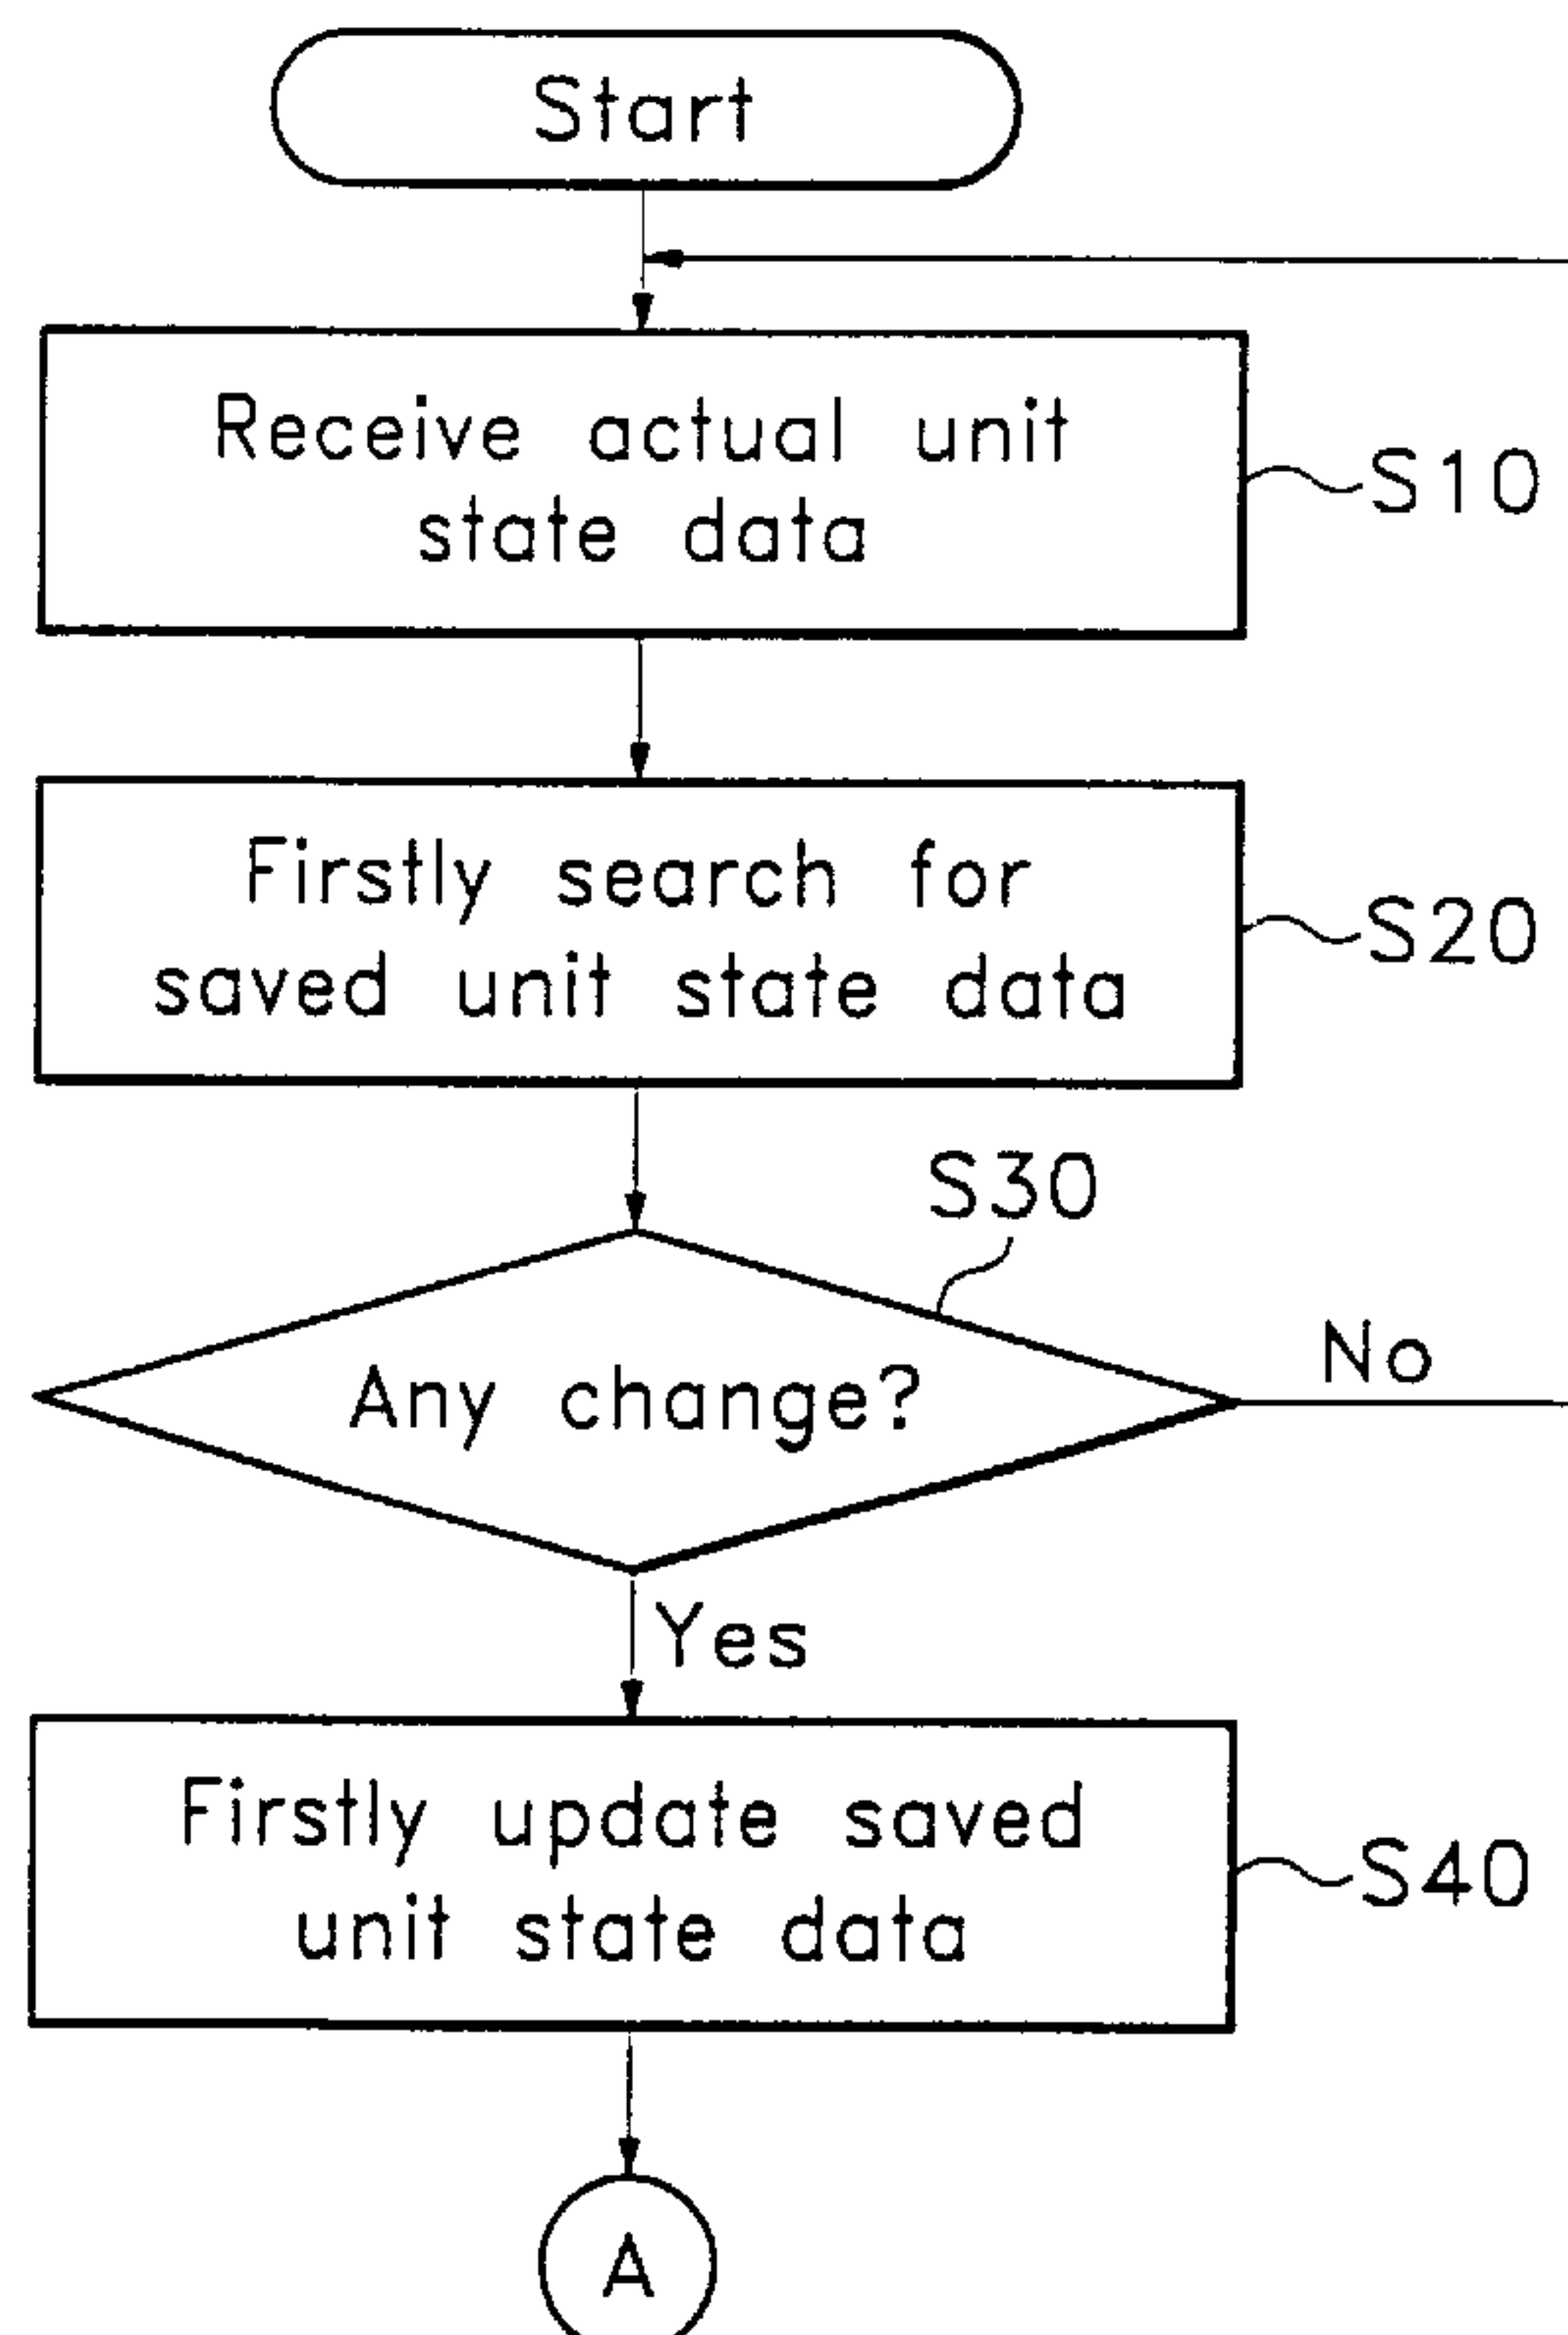 Start
Receive actual unit
state data
S10
Firstly search for
saved unit state data
S20
S30
Any change?
No
Yes
Firstly update saved
unit state data
S40
A